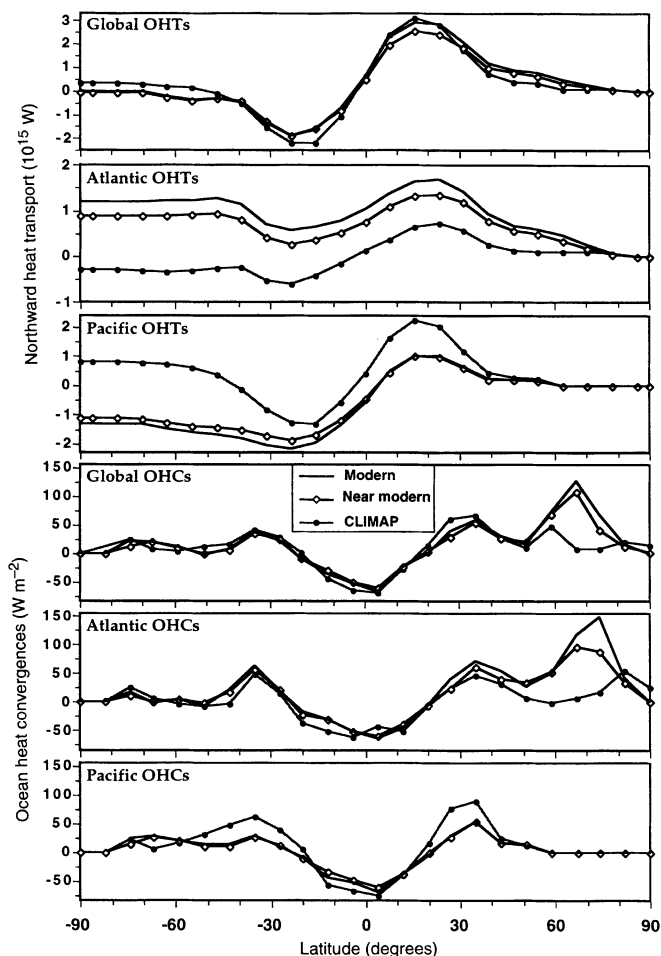 Global OHTs
3
2
1
0
-1
-2
Atlantic OHTs
2
1
0
-1
Pacific OHTs
2
1
0
-1
-2
Northward heat transport (10¹⁵ W)
Global OHCs
150
100
50
0
-50
Modern
Near modern
CLIMAP
Atlantic OHCs
150
100
50
0
-50
Pacific OHCs
150
100
50
0
-50
Ocean heat convergences (W m⁻²)
-90 -60 -30 0 30 60 90
Latitude (degrees)